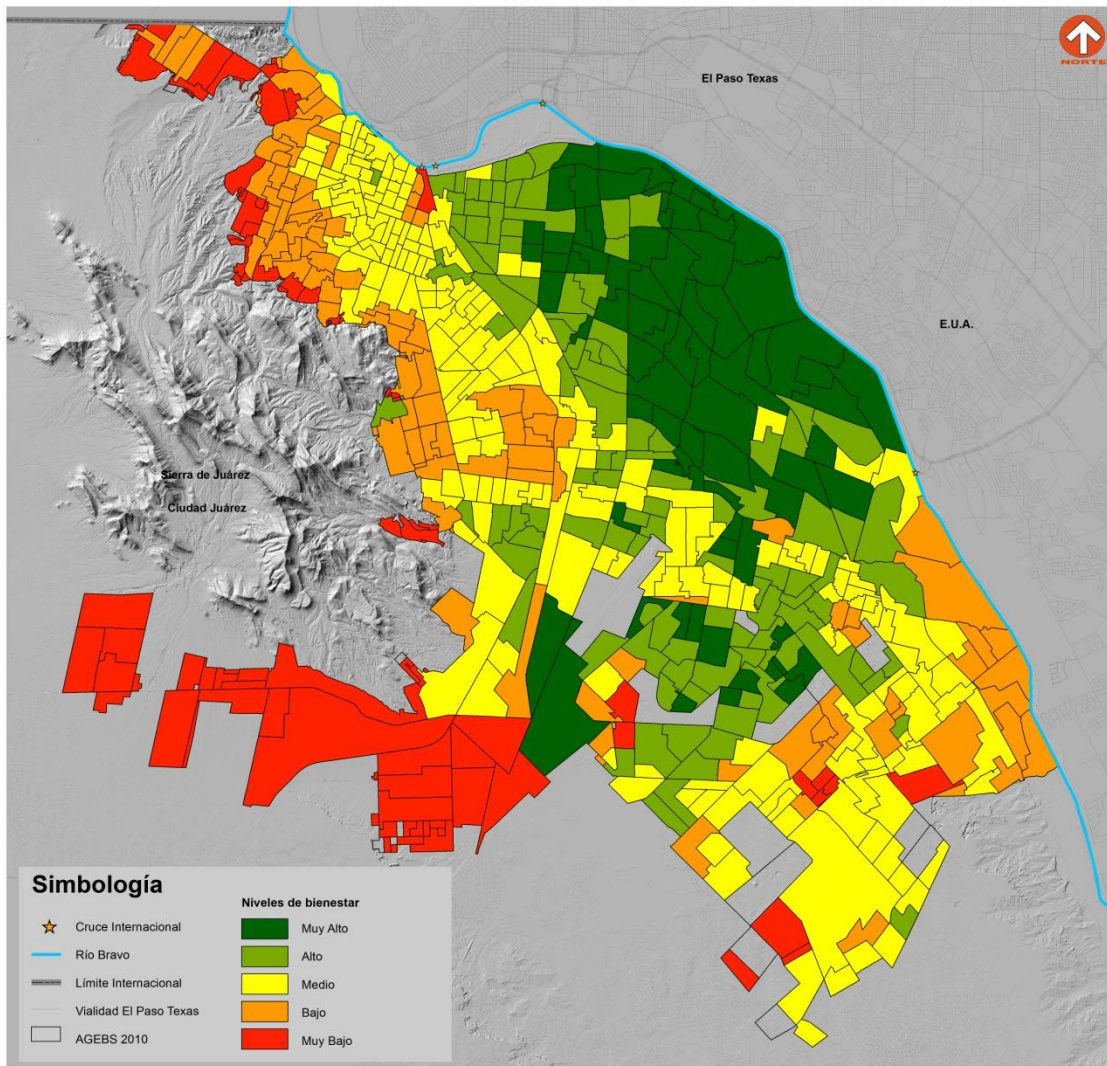 NORTE
El Paso Texas
E.U.A.
Sierra de Juárez
Ciudad Juárez
Simbología
Cruce Internacional
Río Bravo
Límite Internacional
Vialidad El Paso Texas
AGEBS 2010
Niveles de bienestar
Muy Alto
Alto
Medio
Bajo
Muy Bajo